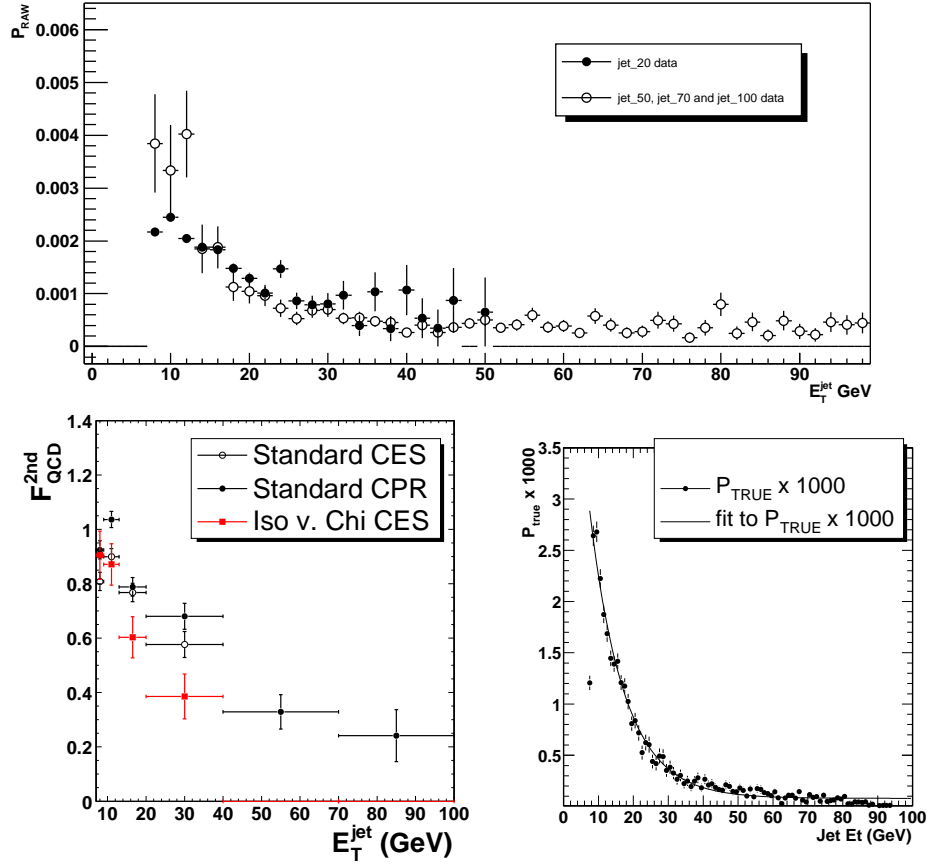 P_RAW
0.006
0.005
0.004
0.003
0.002
0.001
0
jet_20 data
jet_50, jet_70 and jet_100 data
0 10 20 30 40 50 60 70 80 90
E_T^jet GeV
F_QCD^2nd
1.4
1.2
1
0.8
0.6
0.4
0.2
0
Standard CES
Standard CPR
Iso v. Chi CES
10 20 30 40 50 60 70 80 90 100
E_T^jet (GeV)
P_true x 1000
3.5
3
2.5
2
1.5
1
0.5
P_TRUE x 1000
fit to P_TRUE x 1000
0 10 20 30 40 50 60 70 80 90 100
Jet Et (GeV)